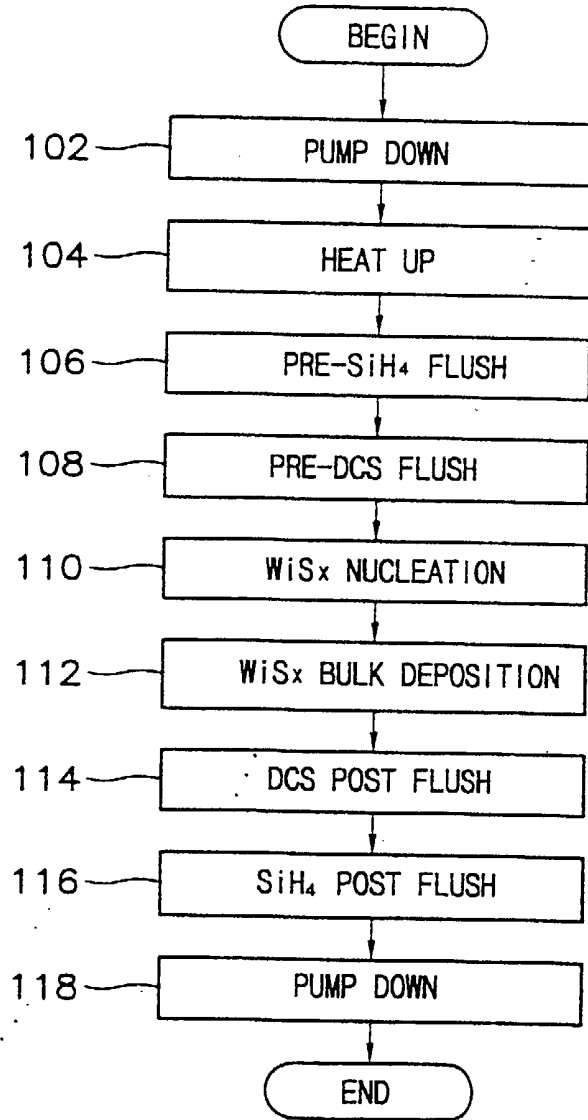 BEGIN
102 PUMP DOWN
104 HEAT UP
106 PRE-SiH₄ FLUSH
108 PRE-DCS FLUSH
110 WiSx NUCLEATION
112 WiSx BULK DEPOSITION
114 DCS POST FLUSH
116 SiH₄ POST FLUSH
118 PUMP DOWN
END